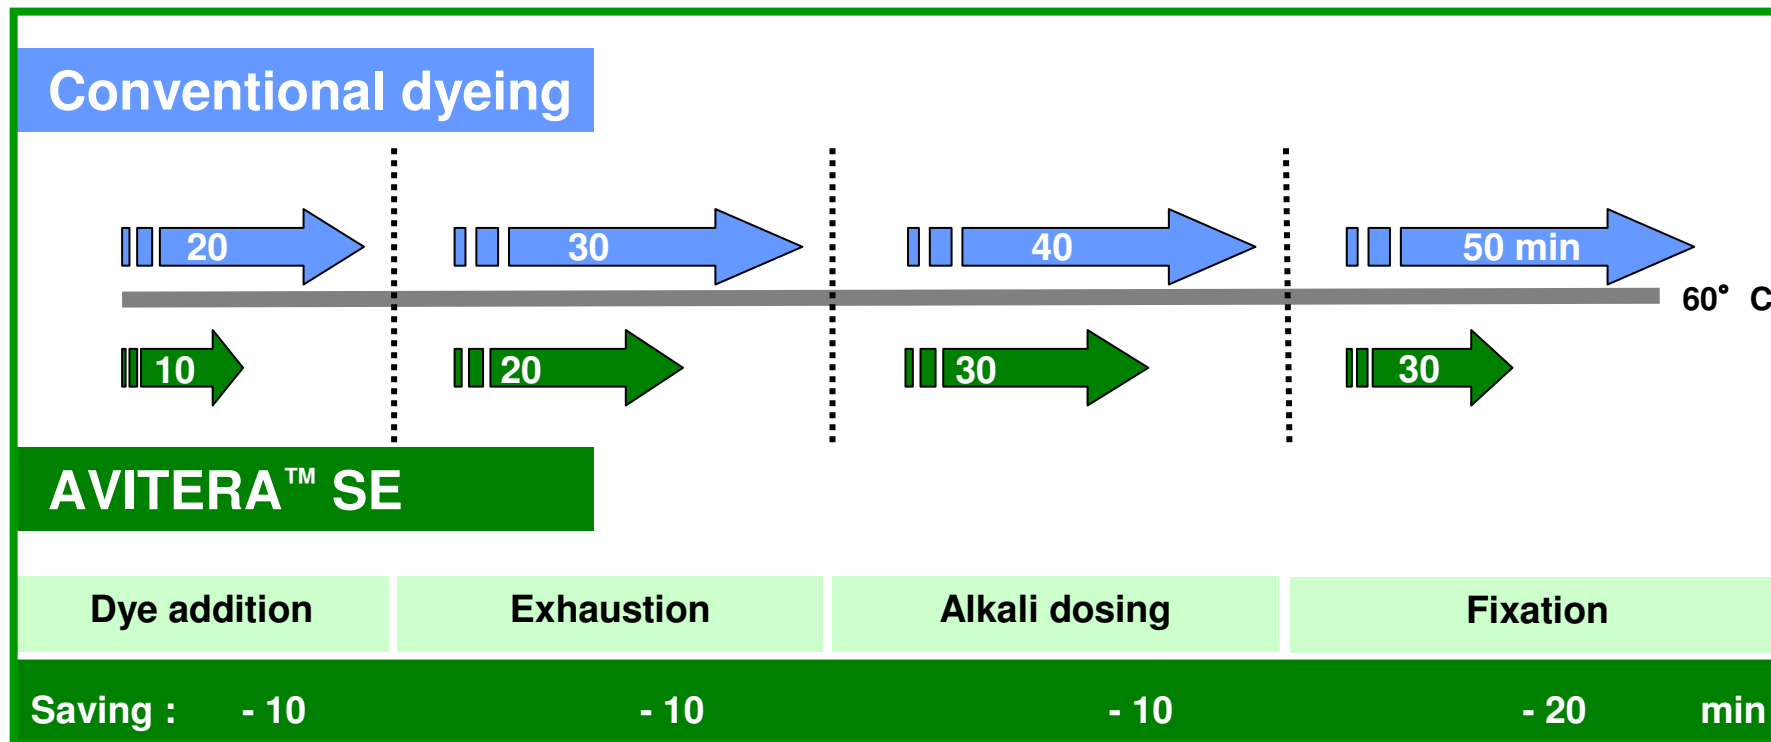 Conventional dyeing
20 30 40 50 min
60° C
10 20 30 30
AVITERA™ SE
Dye addition Exhaustion Alkali dosing Fixation
Saving : - 10 - 10 - 10 - 20 min